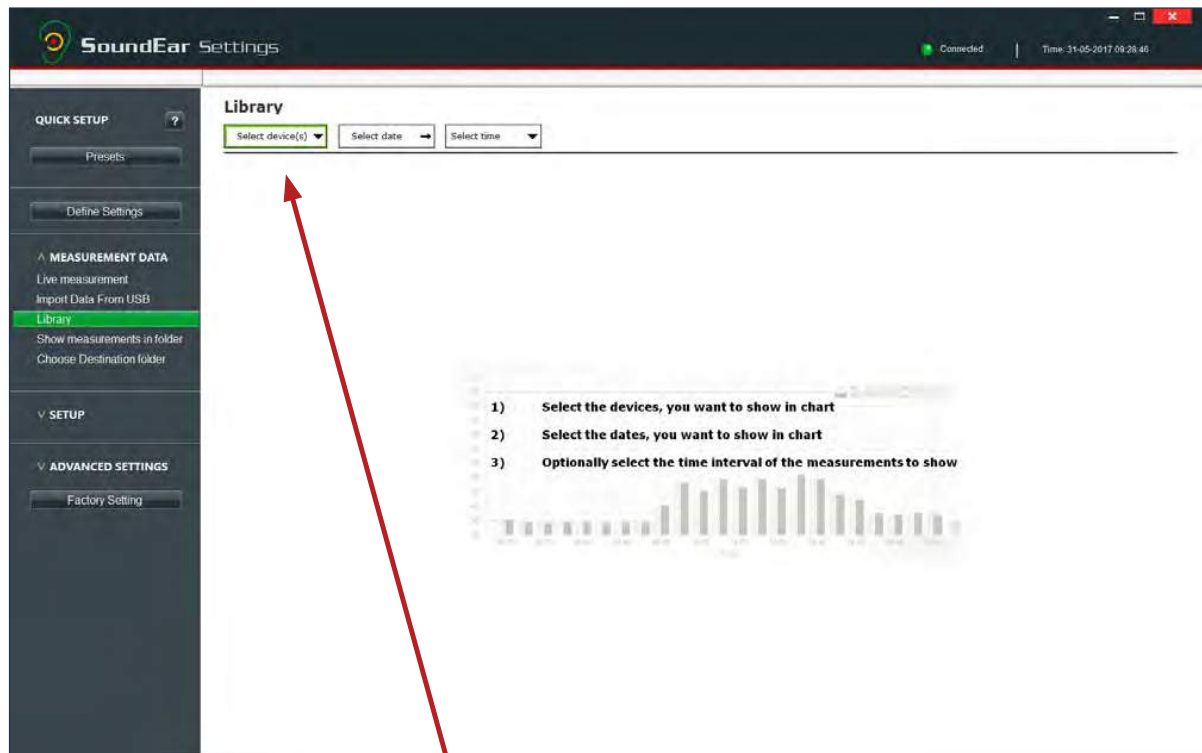 SoundEar Settings
Connected | Time: 31-05-2017 09:28:46
QUICK SETUP ?
Presets
Define Settings
MEASUREMENT DATA
Live measurement
Import Data From USB
Library
Show measurements in folder
Choose Destination folder
SETUP
ADVANCED SETTINGS
Factory Setting
Library
Select device(s) Select date Select time
1) Select the devices, you want to show in chart
2) Select the dates, you want to show in chart
3) Optionally select the time interval of the measurements to show